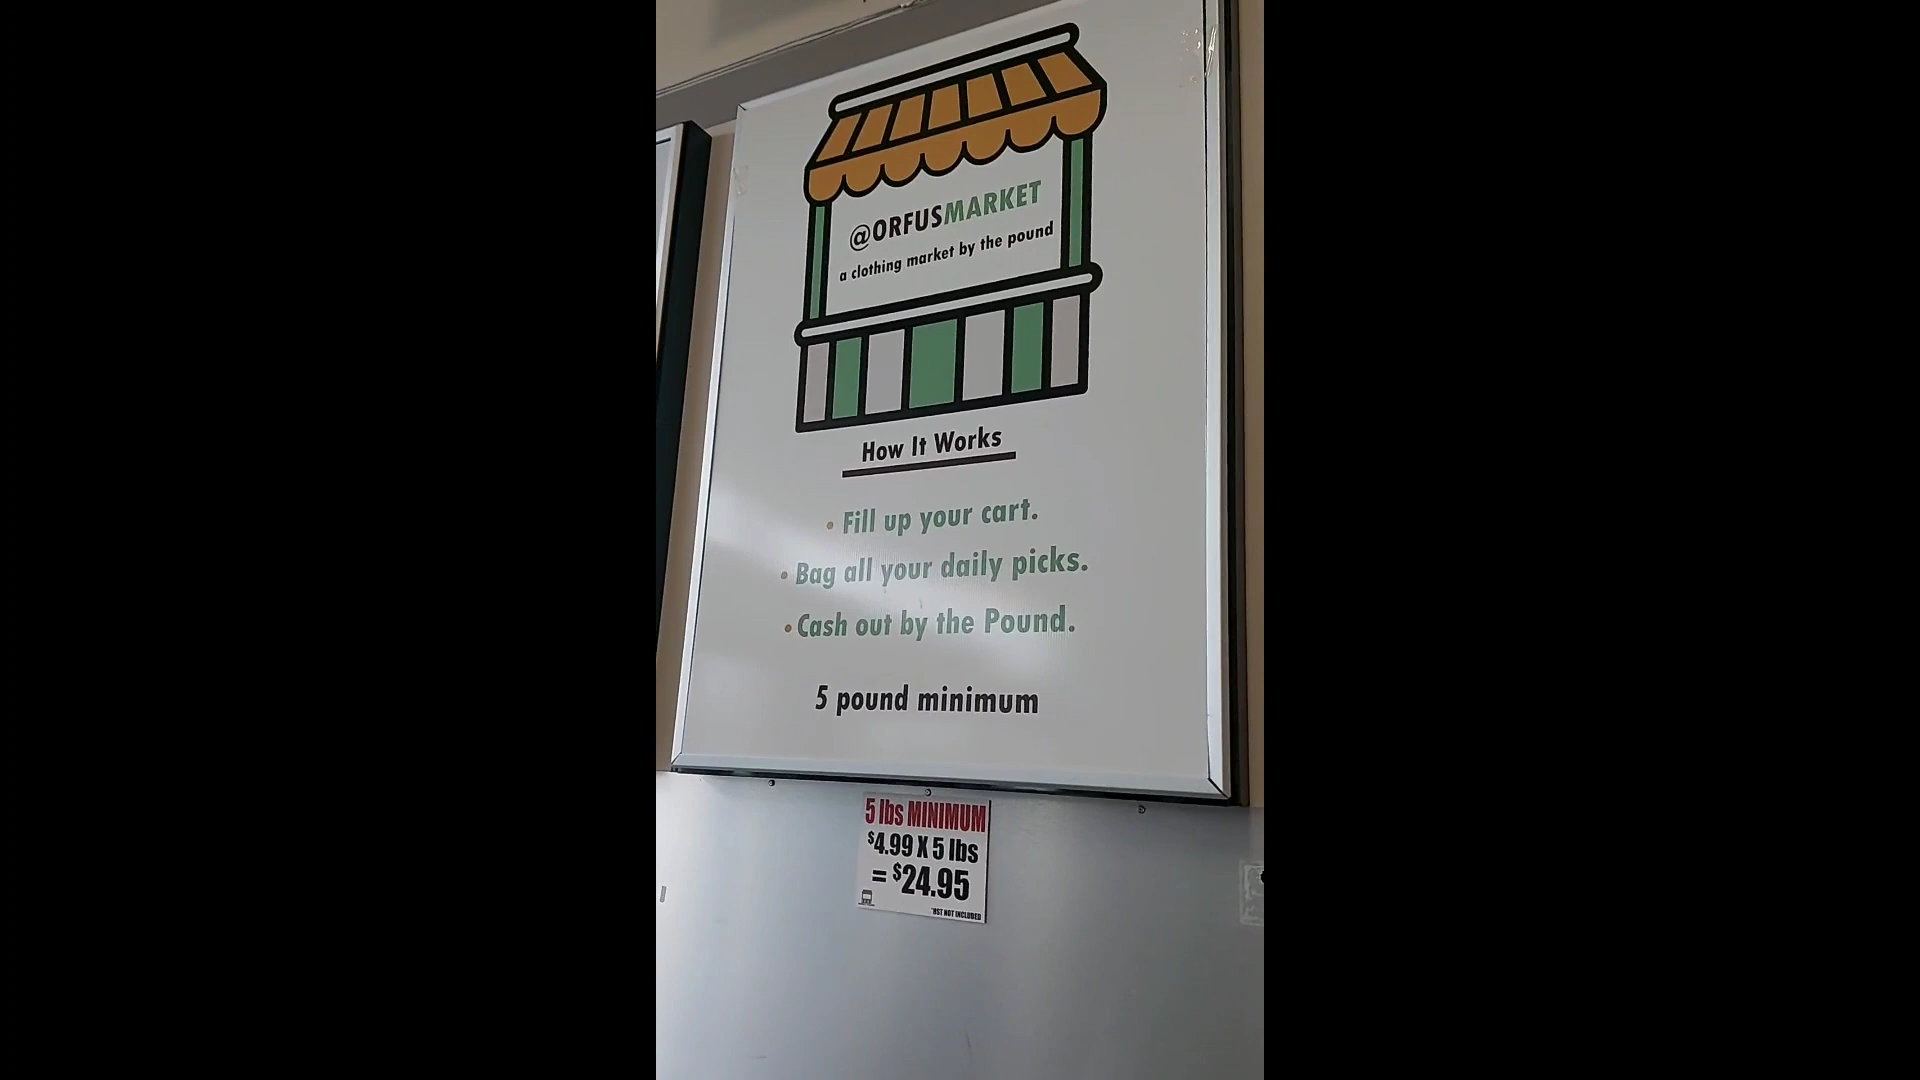 @ORFUSMARKET
a clothing market by the pound
How It Works
• Fill up your cart.
• Bag all your daily picks.
• Cash out by the Pound.
5 pound minimum
5 lbs MINIMUM
$4.99 X 5 lbs
= $24.95
*HST NOT INCLUDED